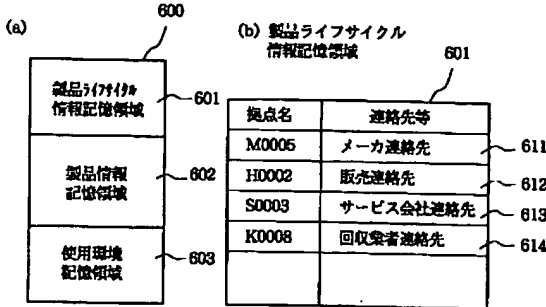 (a)
600
製品ライフサイクル
情報記憶領域
601
製品情報
記憶領域
602
使用環境
記憶領域
603
(b) 製品ライフサイクル
情報記憶領域
601
拠点名 連絡先等
M0005 メーカ連絡先 611
H0002 販売連絡先 612
S0003 サービス会社連絡先 613
K0008 回収業者連絡先 614